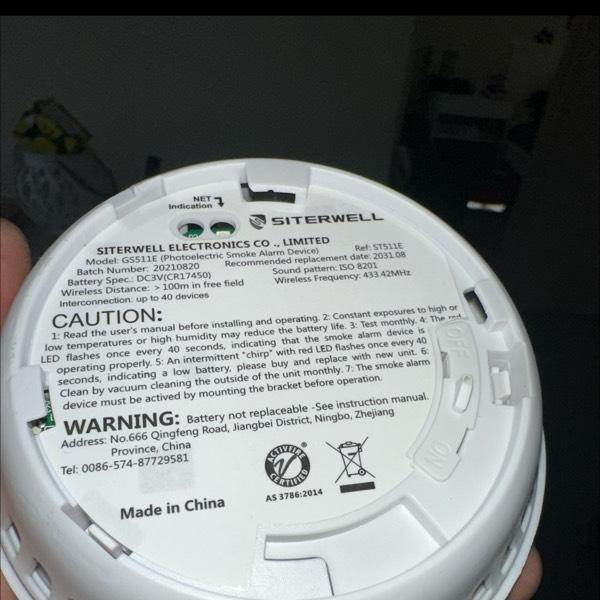 NET
Indication
SITERWELL
SITERWELL ELECTRONICS CO ., LIMITED
Model: GS511E (Photoelectric Smoke Alarm Device)
Ref: ST511E
Batch Number: 20210820
Recommended replacement date: 2031.08
Battery Spec.: DC3V(CR17450)
Sound pattern: ISO 8201
Wireless Distance: > 100m in free field
Wireless Frequency: 433.42MHz
Interconnection: up to 40 devices
CAUTION:
1: Read the user's manual before installing and operating. 2: Constant exposures to high or
low temperatures or high humidity may reduce the battery life. 3: Test monthly. 4: The red
LED flashes once every 40 seconds, indicating that the smoke alarm device is
operating properly. 5: An intermittent "chirp" with red LED flashes once every 40
seconds, indicating a low battery, please buy and replace with new unit. 6:
Clean by vacuum cleaning the outside of the unit monthly. 7: The smoke alarm
device must be actived by mounting the bracket before operation.
OFF
ON
WARNING: Battery not replaceable -See instruction manual.
Address: No.666 Qingfeng Road, Jiangbei District, Ningbo, Zhejiang
Province, China
Tel: 0086-574-87729581
ACTIVFIRE
CERTIFIED
®
AS 3786:2014
Made in China